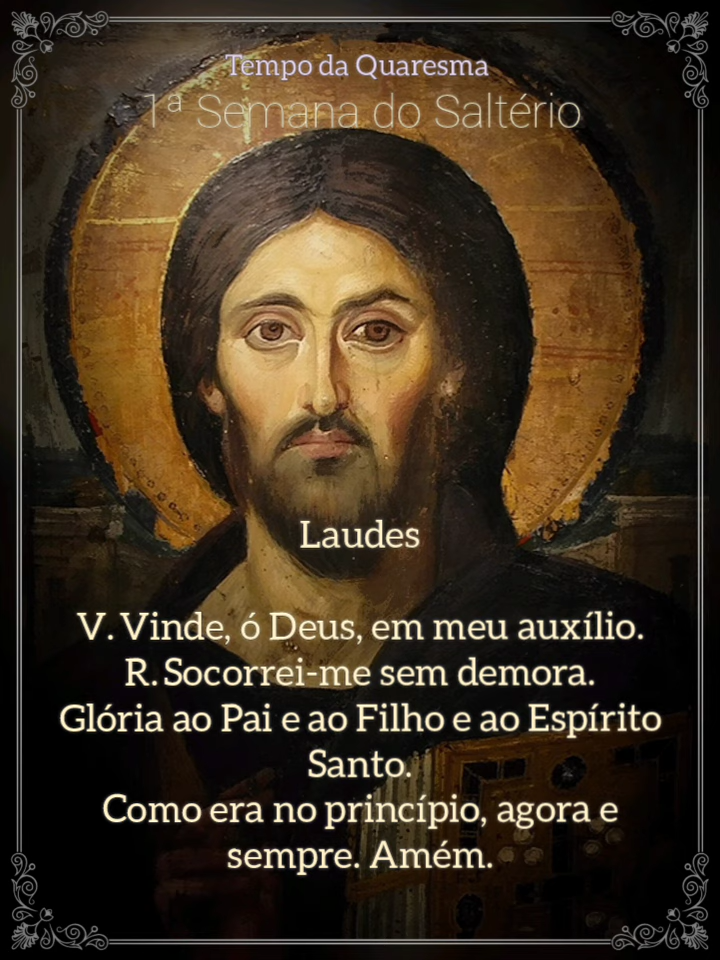 Tempo da Quaresma
1ª Semana do Saltério
Laudes
V. Vinde, ó Deus, em meu auxílio.
R. Socorrei-me sem demora.
Glória ao Pai e ao Filho e ao Espírito
Santo.
Como era no princípio, agora e
sempre. Amém.